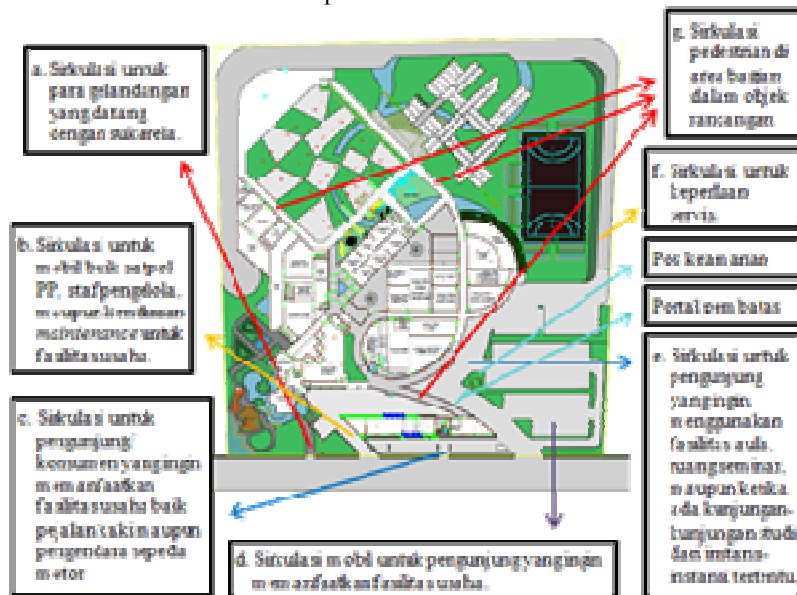 a. Sirkulasi untuk
para gelandangan
yang datang
dengan sukarela.
b. Sirkulasi untuk
mobil baik satpol
PP, staf pengelola,
maupun kendaraan
maintenance untuk
fasilitas usaha.
c. Sirkulasi untuk
pengunjung/
konsumen yang ingin
memanfaatkan
fasilitas usaha baik
pejalan kaki maupun
pengendara sepeda
motor
d. Sirkulasi mobil untuk pengunjung yang ingin
memanfaatkan fasilitas usaha.
g. Sirkulasi
pedestrian di
area bagian
dalam objek
rancangan
f. Sirkulasi untuk
keperluan
servis.
Pos keamanan
Portal pembatas
e. Sirkulasi untuk
pengunjung
yang ingin
menggunakan
fasilitas aula,
ruang seminar,
maupun ketika
ada kunjungan-
kunjungan studi
dari instansi-
instansi tertentu.